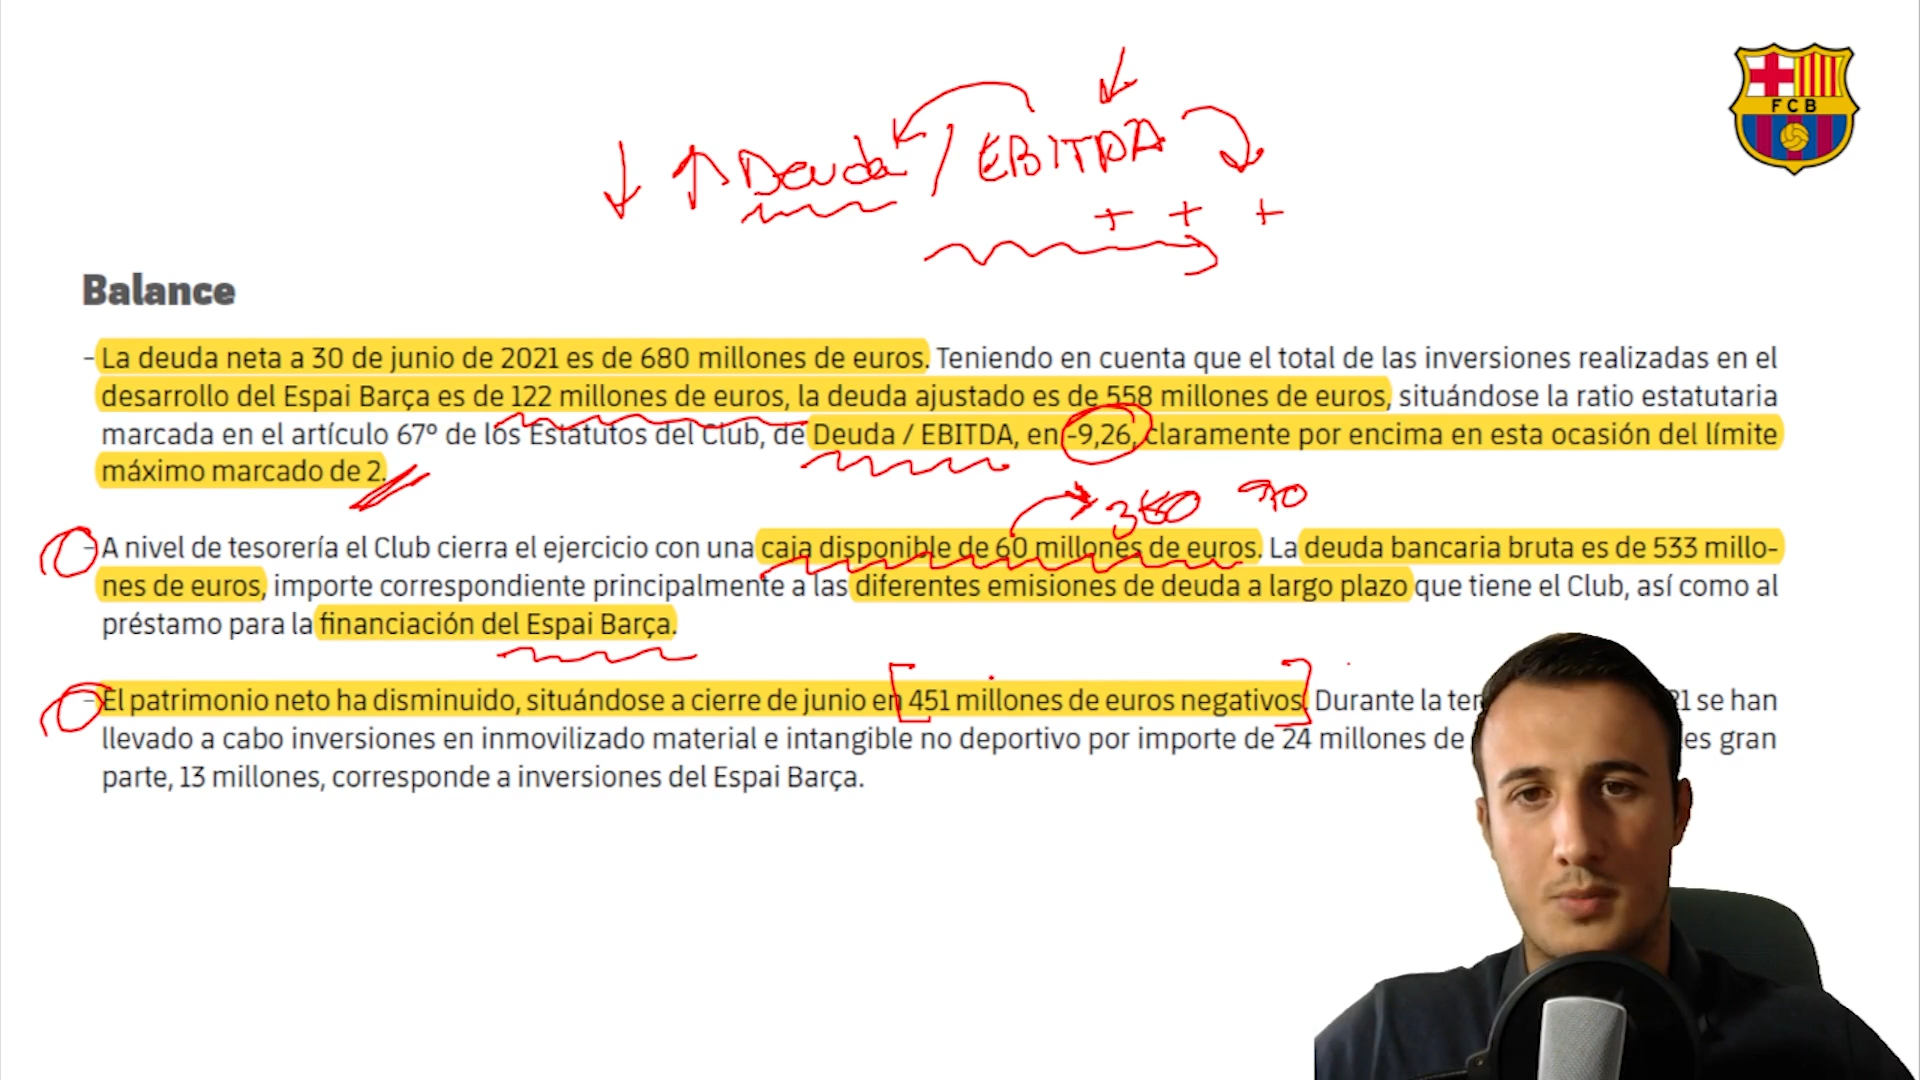 FCB
Deuda / EBITDA
+ + +
Balance
- La deuda neta a 30 de junio de 2021 es de 680 millones de euros. Teniendo en cuenta que el total de las inversiones realizadas en el
desarrollo del Espai Barça es de 122 millones de euros, la deuda ajustado es de 558 millones de euros, situándose la ratio estatutaria
marcada en el artículo 67º de los Estatutos del Club, de Deuda / EBITDA, en -9,26, claramente por encima en esta ocasión del límite
máximo marcado de 2.
- A nivel de tesorería el Club cierra el ejercicio con una caja disponible de 60 millones de euros. La deuda bancaria bruta es de 533 millo-
nes de euros, importe correspondiente principalmente a las diferentes emisiones de deuda a largo plazo que tiene el Club, así como al
préstamo para la financiación del Espai Barça.
- El patrimonio neto ha disminuido, situándose a cierre de junio en 451 millones de euros negativos. Durante la se han
llevado a cabo inversiones en inmovilizado material e intangible no deportivo por importe de 24 millones de gran
parte, 13 millones, corresponde a inversiones del Espai Barça.